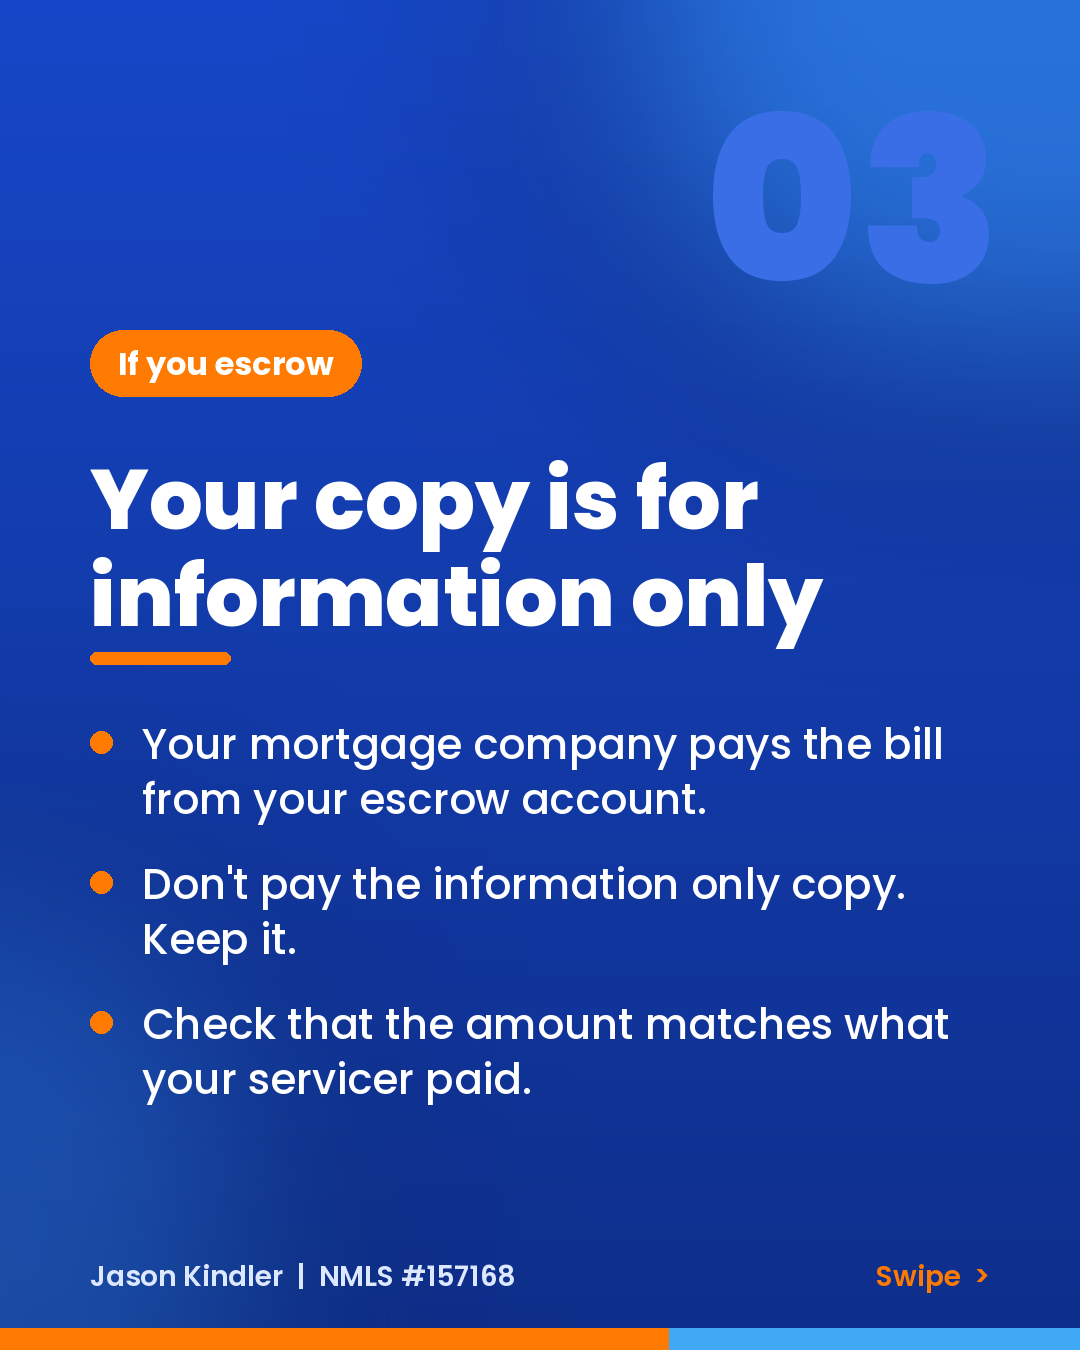 03
If you escrow
Your copy is for
information only
Your mortgage company pays the bill
from your escrow account.
Don't pay the information only copy.
Keep it.
Check that the amount matches what
your servicer paid.
Jason Kindler | NMLS #157168
Swipe >